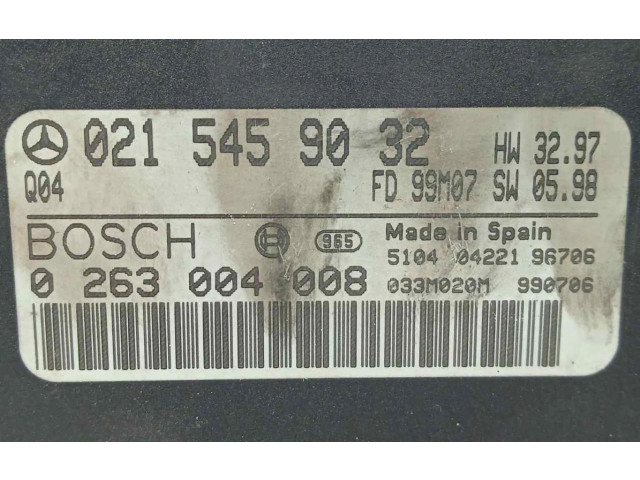 021 545 90 32 HW 32.97
Q04 FD 99M07 SW 05.98
BOSCH 965 Made in Spain
5104 04221 96706
0 263 004 008 033M020M 990706